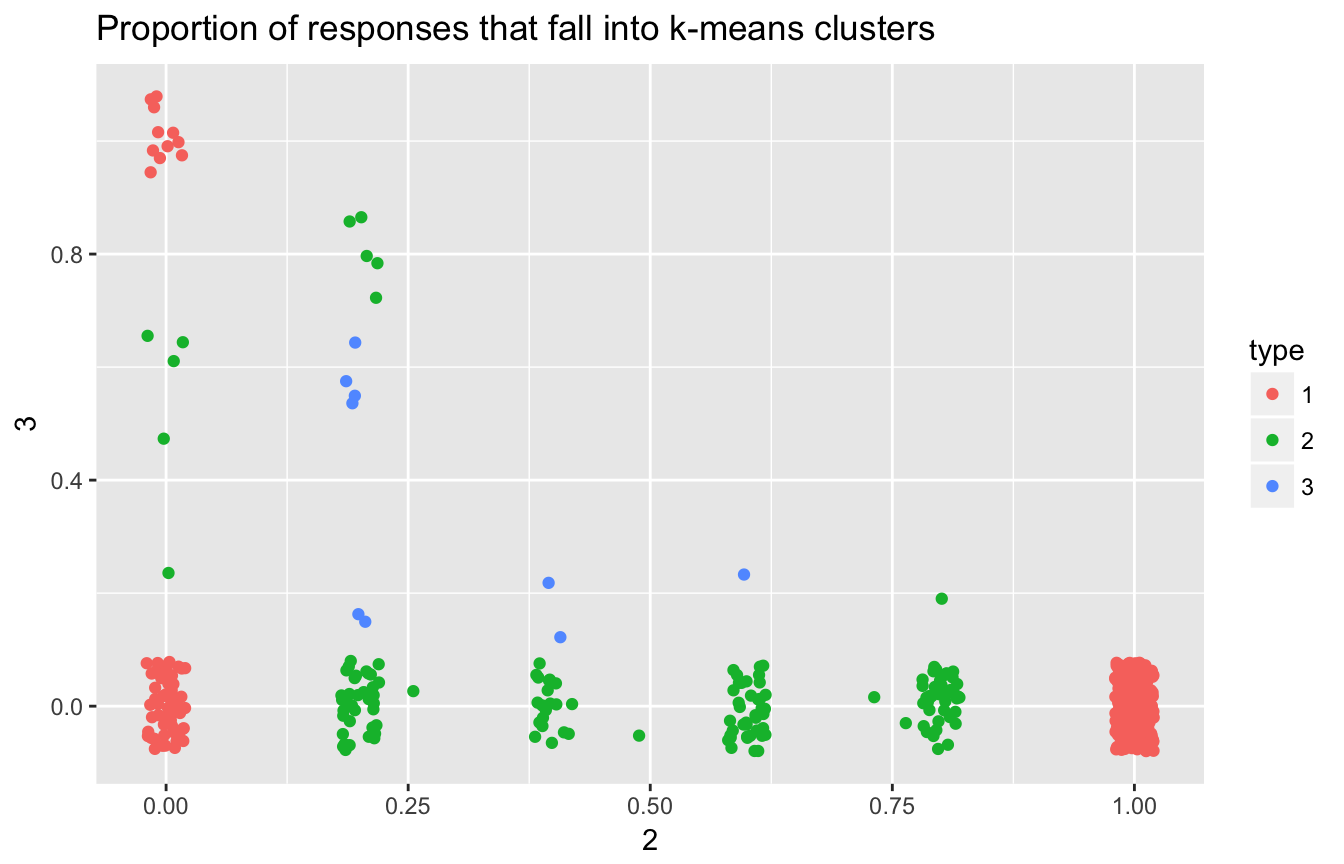 Proportion of responses that fall into k-means clusters
0.8
0.4
0.0
3
0.00 0.25 0.50 0.75 1.00
2
type
1
2
3